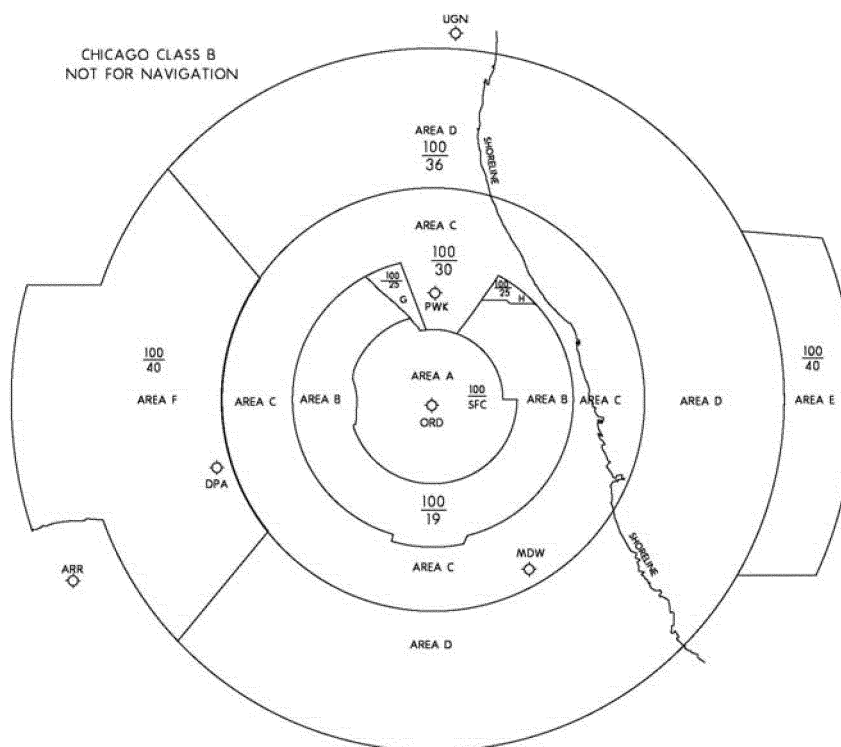 UGN
CHICAGO CLASS B
NOT FOR NAVIGATION
AREA D
100
36
SHORELINE
AREA C
100
30
100
25
G
100
25
H
PWK
100
40
100
40
AREA A
100
SFC
AREA F
AREA C
AREA B
ORD
AREA B
AREA C
AREA D
AREA E
DPA
100
19
MDW
AREA C
SHORELINE
ARR
AREA D